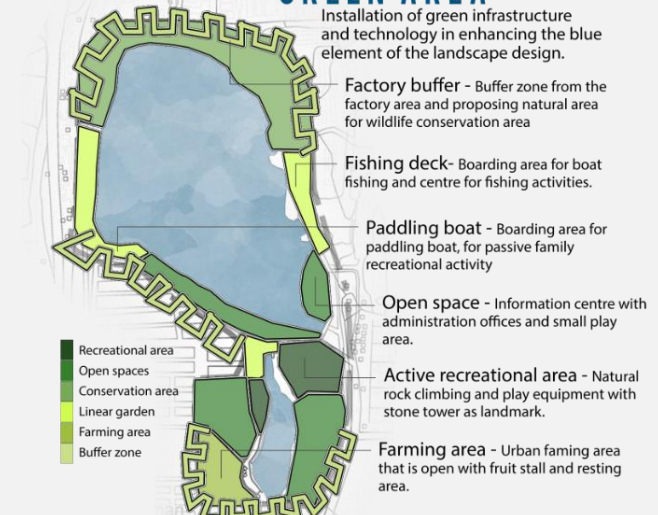 GREEN AREA
Installation of green infrastructure
and technology in enhancing the blue
element of the landscape design.
Factory buffer - Buffer zone from the
factory area and proposing natural area
for wildlife conservation area
Fishing deck- Boarding area for boat
fishing and centre for fishing activities.
Paddling boat - Boarding area for
paddling boat, for passive family
recreational activity
Open space - Information centre with
administration offices and small play
area.
Active recreational area - Natural
rock climbing and play equipment with
stone tower as landmark.
Farming area - Urban faming area
that is open with fruit stall and resting
area.
Recreational area
Open spaces
Conservation area
Linear garden
Farming area
Buffer zone